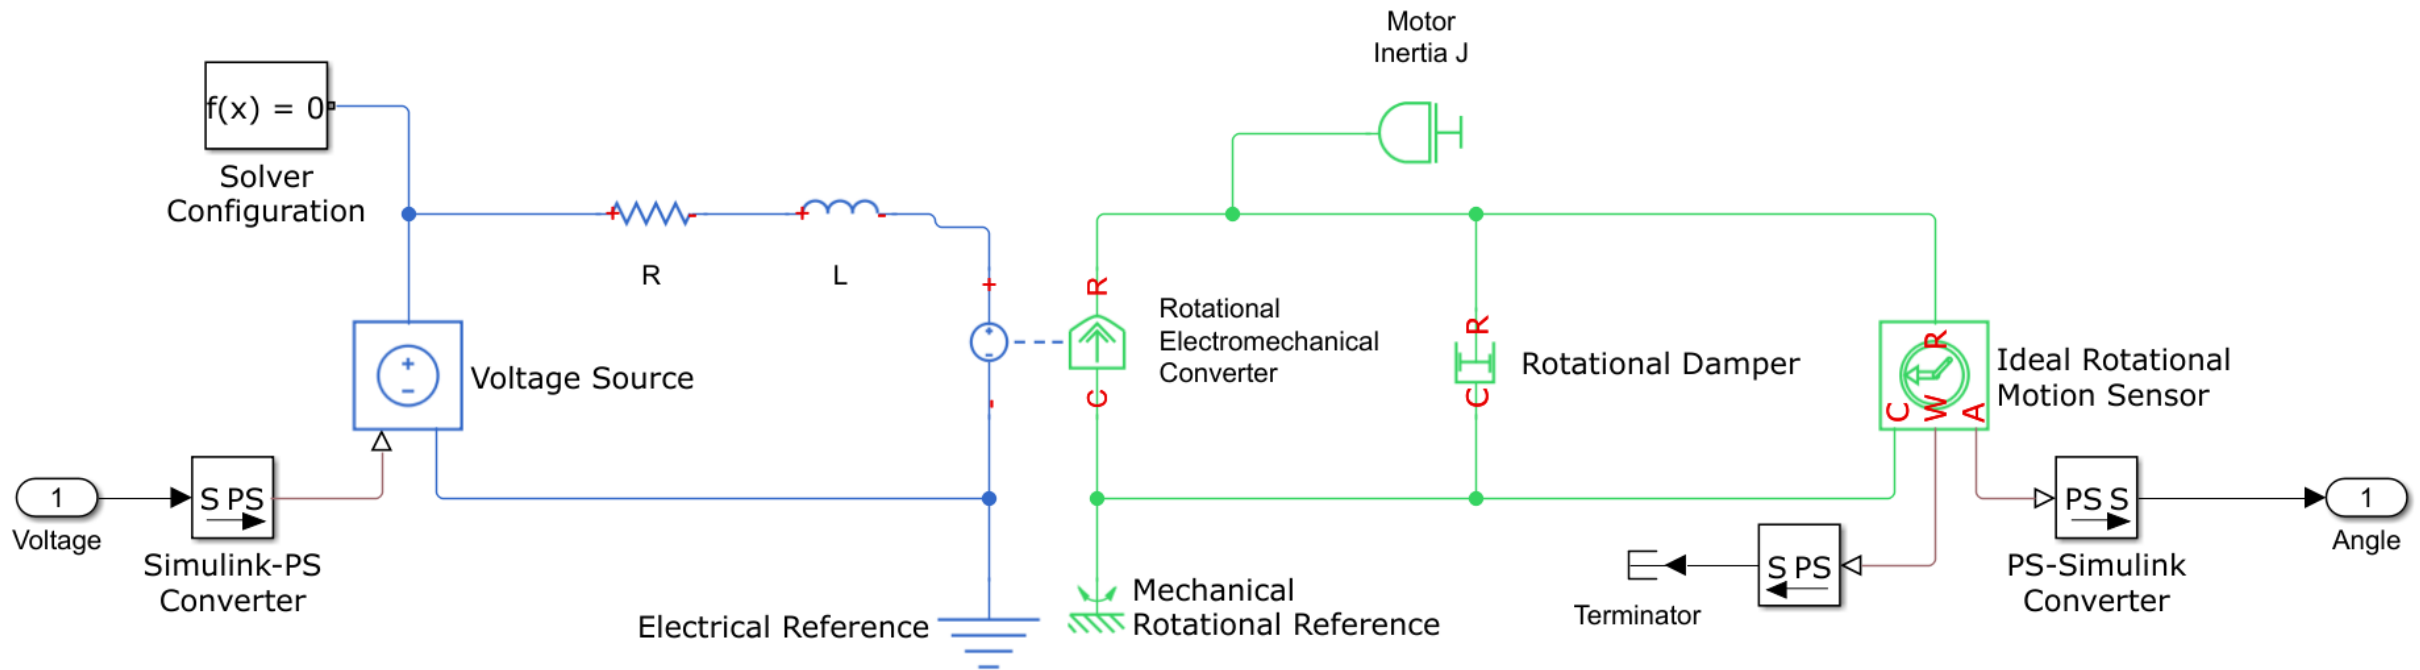 Motor
Inertia J
f(x) = 0
Solver
Configuration
+
-
+
-
R
L
+
-
+
-
Voltage Source
+
-
R
C
Rotational
Electromechanical
Converter
R
C
Rotational Damper
R
C
W
A
Ideal Rotational
Motion Sensor
1
Voltage
S PS
Simulink-PS
Converter
Electrical Reference
Mechanical
Rotational Reference
Terminator
S PS
PS S
PS-Simulink
Converter
1
Angle